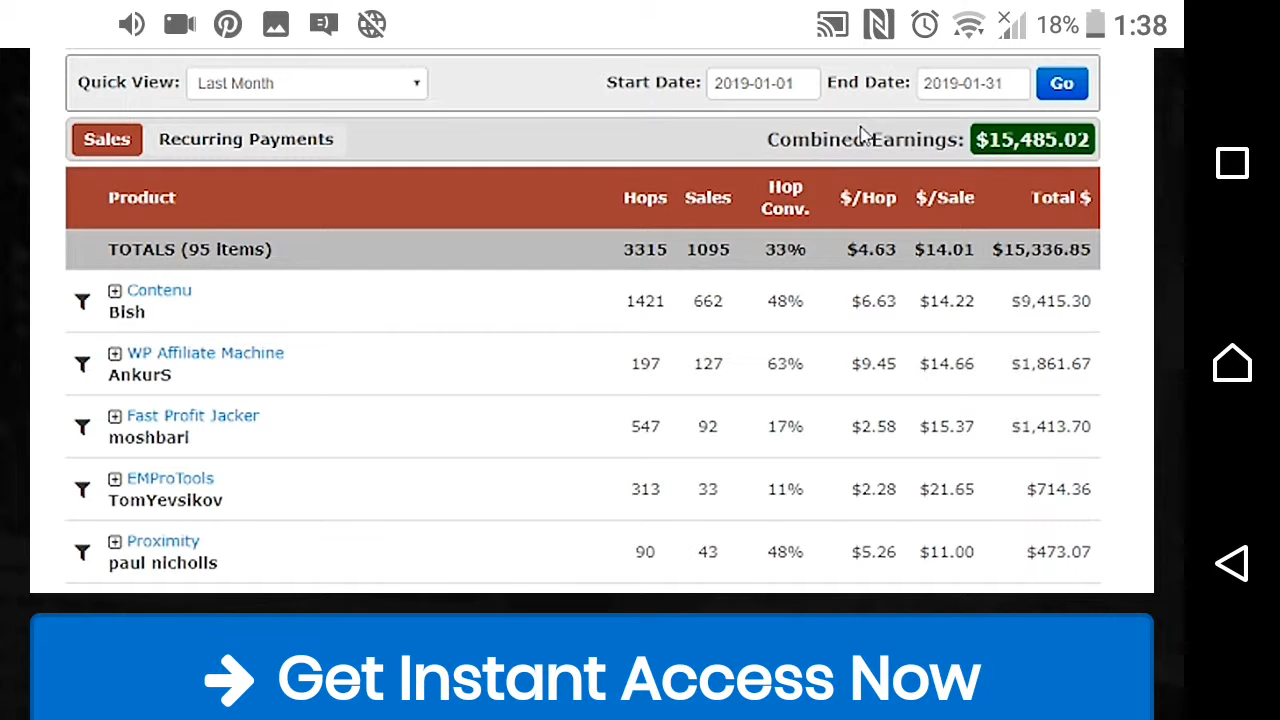 18% 1:38
Quick View: Last Month Start Date: 2019-01-01 End Date: 2019-01-31 Go
Sales Recurring Payments Combined Earnings: $15,485.02
Product Hops Sales Hop Conv. $/Hop $/Sale Total $
TOTALS (95 items) 3315 1095 33% $4.63 $14.01 $15,336.85
Contenu
Bish 1421 662 48% $6.63 $14.22 $9,415.30
WP Affiliate Machine
AnkurS 197 127 63% $9.45 $14.66 $1,861.67
Fast Profit Jacker
moshbari 547 92 17% $2.58 $15.37 $1,413.70
EMProTools
TomYevsikov 313 33 11% $2.28 $21.65 $714.36
Proximity
paul nicholls 90 43 48% $5.26 $11.00 $473.07
Get Instant Access Now